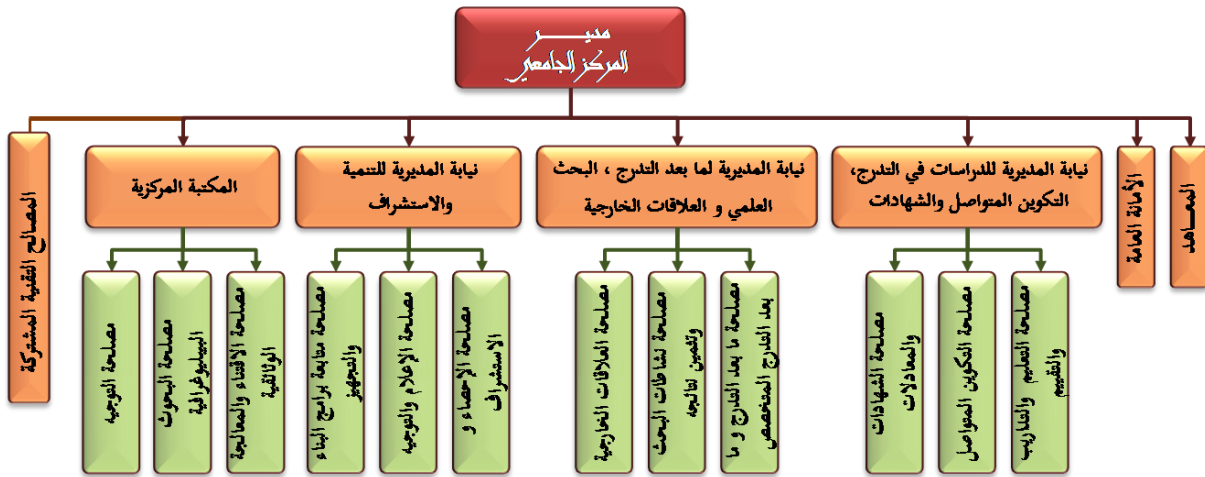 مديـــر
المركز الجامعي
المعـــاهد
الأمانة العامة
نيابة المديرية للدراسات في التدرج،
التكوين المتواصل والشهادات
نيابة المديرية لما بعد التدرج ، البحث
العلمي و العلاقات الخارجية
نيابة المديرية للتنمية
والاستشراف
المكتبة المركزية
المصالح التقنية المشتركة
مصلحة التعليم والتداريب
والتقييم
مصلحة التكوين المتواصل
مصلحة الشهادات
والمعادلات
مصلحة ما بعد التدرج و ما
بعد التدرج المتخصص
مصلحة نشاطات البحث
وتثمين نتائجه
مصلحة العلاقات الخارجية
مصلحة الإحصاء و
الاستشراف
مصلحة الإعلام والتوجيه
مصلحة متابعة برامج البناء
والتجهيز
مصلحة الاقتناء والمعالجة
الوثائقية
مصلحة البحوث
البيبليوغرافية
مصلحة التوجيه